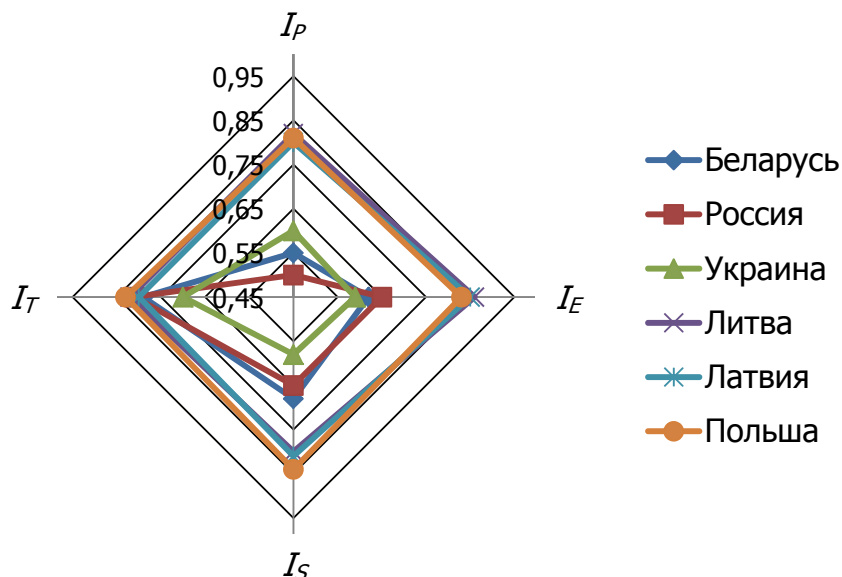 I_P
0,95
0,85
0,75
0,65
0,55
0,45
I_T
I_E
I_S
Беларусь
Россия
Украина
Литва
Латвия
Польша